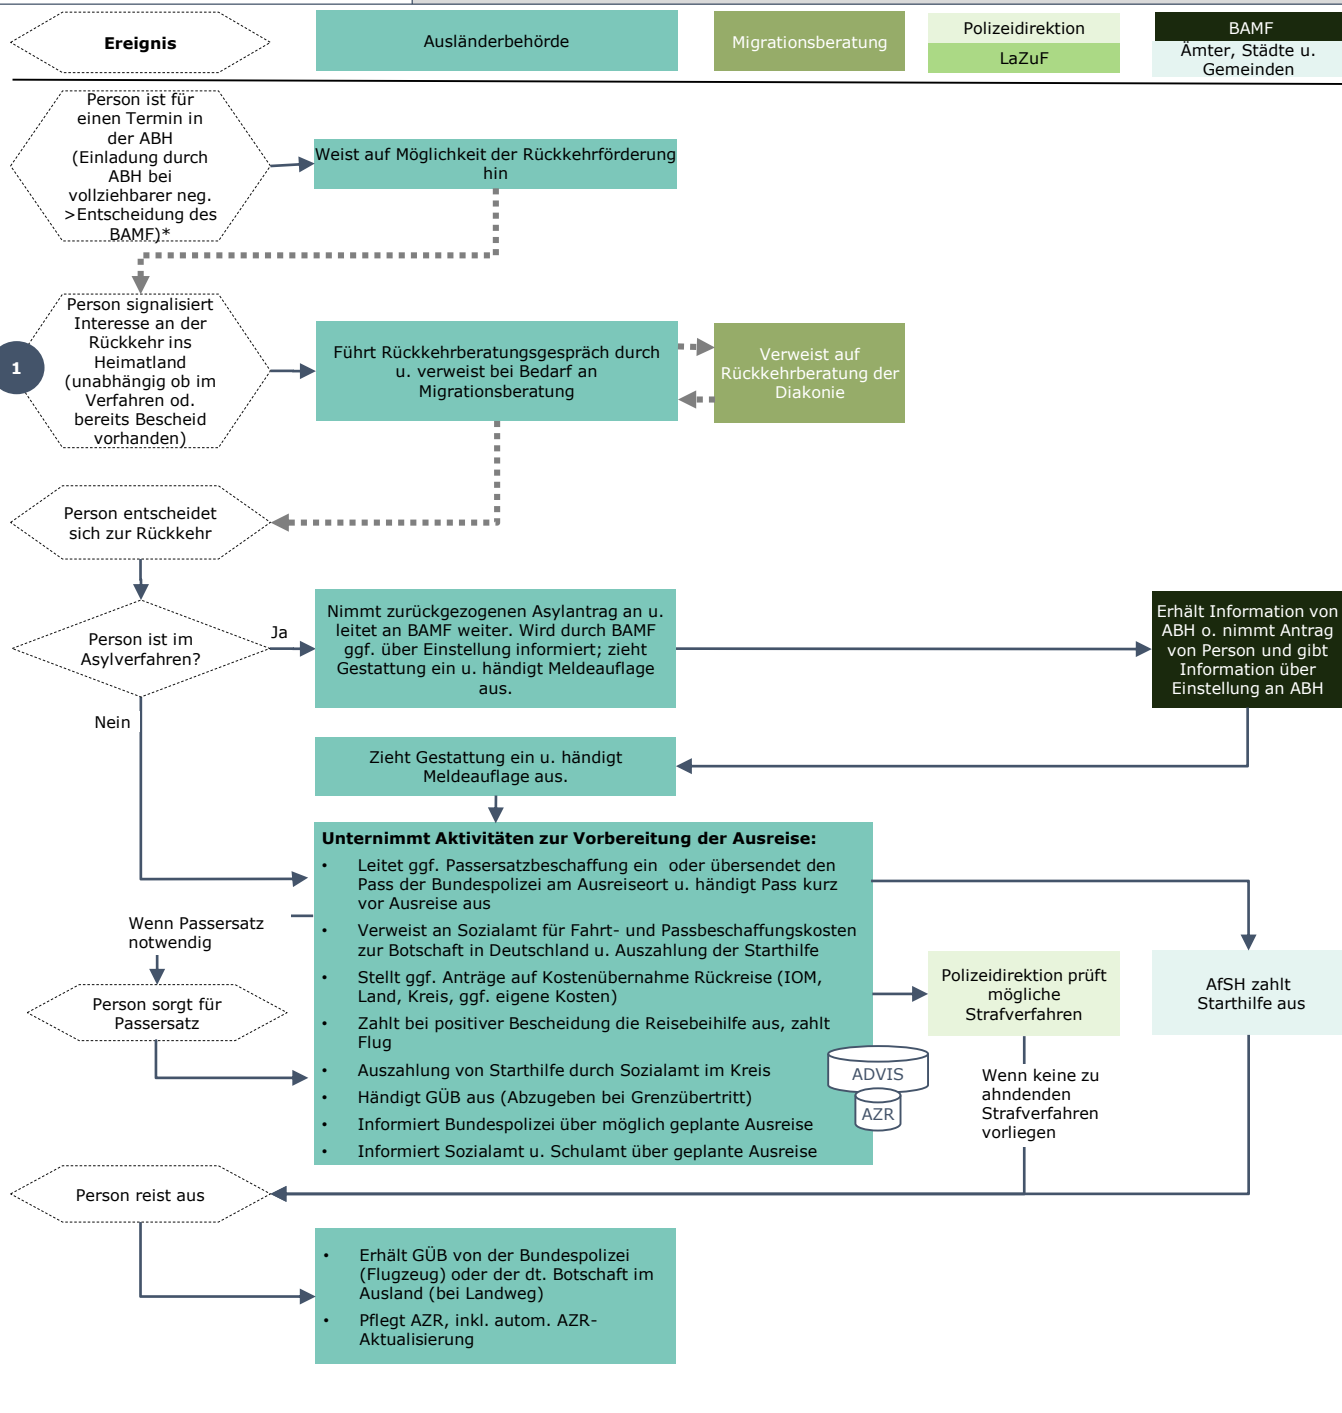 Ereignis
Ausländerbehörde
Migrationsberatung
Polizeidirektion
LaZuF
BAMF
Ämter, Städte u.
Gemeinden
Person ist für
einen Termin in
der ABH
(Einladung durch
ABH bei
vollziehbarer neg.
>Entscheidung des
BAMF)*
Weist auf Möglichkeit der Rückkehrförderung
hin
1
Person signalisiert
Interesse an der
Rückkehr ins
Heimatland
(unabhängig ob im
Verfahren od.
bereits Bescheid
vorhanden)
Führt Rückkehrberatungsgespräch durch
u. verweist bei Bedarf an
Migrationsberatung
Verweist auf
Rückkehrberatung der
Diakonie
Person entscheidet
sich zur Rückkehr
Person ist im
Asylverfahren?
Ja
Nein
Nimmt zurückgezogenen Asylantrag an u.
leitet an BAMF weiter. Wird durch BAMF
ggf. über Einstellung informiert; zieht
Gestattung ein u. händigt Meldeauflage
aus.
Erhält Information von
ABH o. nimmt Antrag
von Person und gibt
Information über
Einstellung an ABH
Zieht Gestattung ein u. händigt
Meldeauflage aus.
Unternimmt Aktivitäten zur Vorbereitung der Ausreise:
• Leitet ggf. Passersatzbeschaffung ein oder übersendet den
Pass der Bundespolizei am Ausreiseort u. händigt Pass kurz
vor Ausreise aus
• Verweist an Sozialamt für Fahrt- und Passbeschaffungskosten
zur Botschaft in Deutschland u. Auszahlung der Starthilfe
• Stellt ggf. Anträge auf Kostenübernahme Rückreise (IOM,
Land, Kreis, ggf. eigene Kosten)
• Zahlt bei positiver Bescheidung die Reisebeihilfe aus, zahlt
Flug
• Auszahlung von Starthilfe durch Sozialamt im Kreis
• Händigt GÜB aus (Abzugeben bei Grenzübertritt)
• Informiert Bundespolizei über möglich geplante Ausreise
• Informiert Sozialamt u. Schulamt über geplante Ausreise
Wenn Passersatz
notwendig
Person sorgt für
Passersatz
ADVIS
AZR
Polizeidirektion prüft
mögliche
Strafverfahren
AfSH zahlt
Starthilfe aus
Wenn keine zu
ahndenden
Strafverfahren
vorliegen
Person reist aus
• Erhält GÜB von der Bundespolizei
(Flugzeug) oder der dt. Botschaft im
Ausland (bei Landweg)
• Pflegt AZR, inkl. autom. AZR-
Aktualisierung